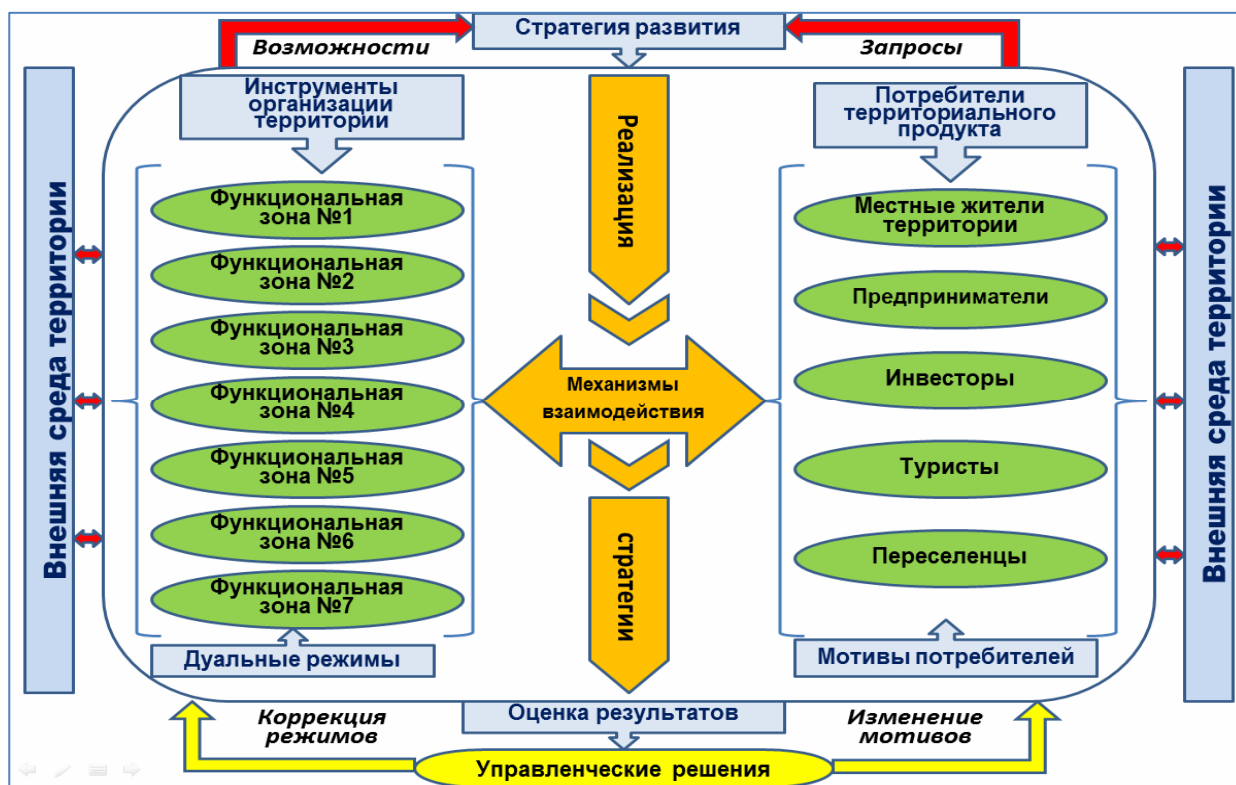 Стратегия развития
Возможности
Запросы
Внешняя среда территории
Инструменты
организации
территории
Функциональная
зона №1
Функциональная
зона №2
Функциональная
зона №3
Функциональная
зона №4
Функциональная
зона №5
Функциональная
зона №6
Функциональная
зона №7
Дуальные режимы
Реализация
Механизмы
взаимодействия
стратегии
Потребители
территориального
продукта
Местные жители
территории
Предприниматели
Инвесторы
Туристы
Переселенцы
Мотивы потребителей
Внешняя среда территории
Коррекция
режимов
Оценка результатов
Изменение
мотивов
Управленческие решения